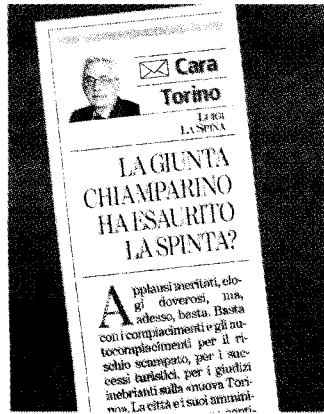 Cara
Torino
LUIGI
LA SPINA
LA GIUNTA
CHIAMPARINO
HA ESAURITO
LA SPINTA?
Applausi meritati, elo-
gi doverosi, ma,
adesso, basta. Basta
con i compiacimenti e gli au-
tocompiacimenti per il ri-
schio scampato, per i suc-
cessi turistici, per i giudizi
inebrianti sulla «nuova Tori-
no». La città e i suoi ammini-